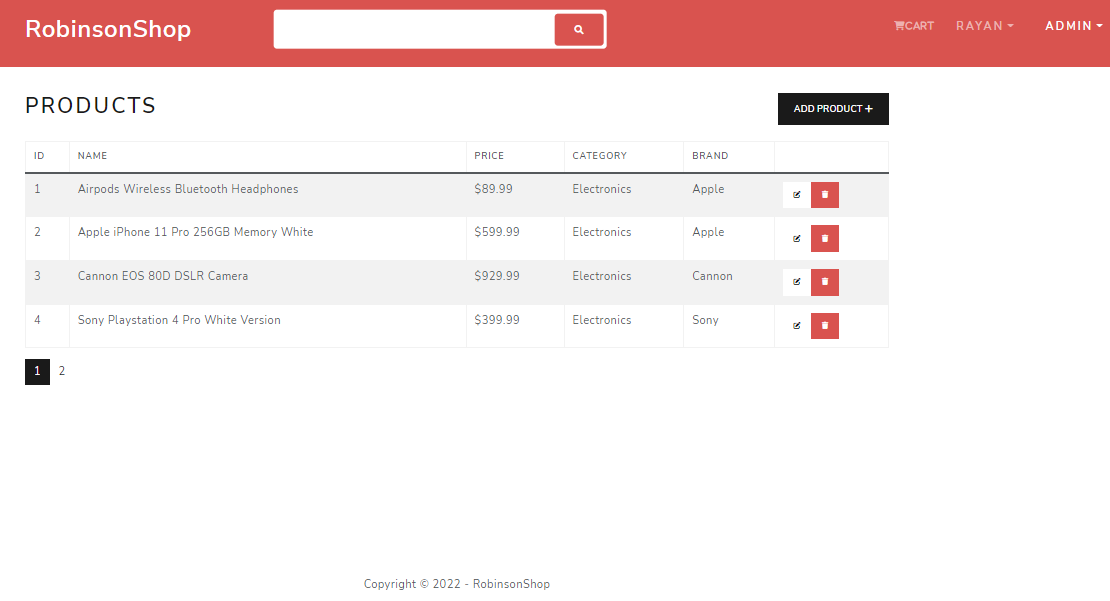 RobinsonShop CART RAYAN ADMIN
PRODUCTS ADD PRODUCT
ID NAME PRICE CATEGORY BRAND
1 Airpods Wireless Bluetooth Headphones $89.99 Electronics Apple
2 Apple iPhone 11 Pro 256GB Memory White $599.99 Electronics Apple
3 Cannon EOS 80D DSLR Camera $929.99 Electronics Cannon
4 Sony Playstation 4 Pro White Version $399.99 Electronics Sony
1 2
Copyright © 2022 - RobinsonShop